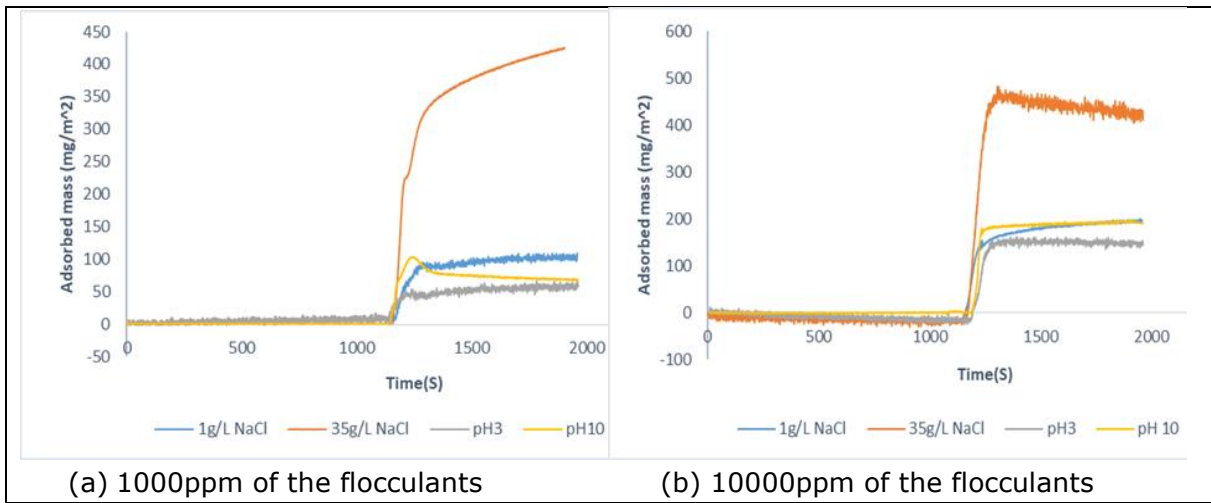 450
400
350
300
250
200
150
100
50
0
-50
Adsorbed mass (mg/m^2)
0 500 1000 1500 2000
Time(S)
1g/L NaCl 35g/L NaCl pH3 pH10
(a) 1000ppm of the flocculants
600
500
400
300
200
100
0
-100
Adsorbed mass (mg/m^2)
0 500 1000 1500 2000
Time(S)
1g/L NaCl 35g/L NaCl pH3 pH 10
(b) 10000ppm of the flocculants